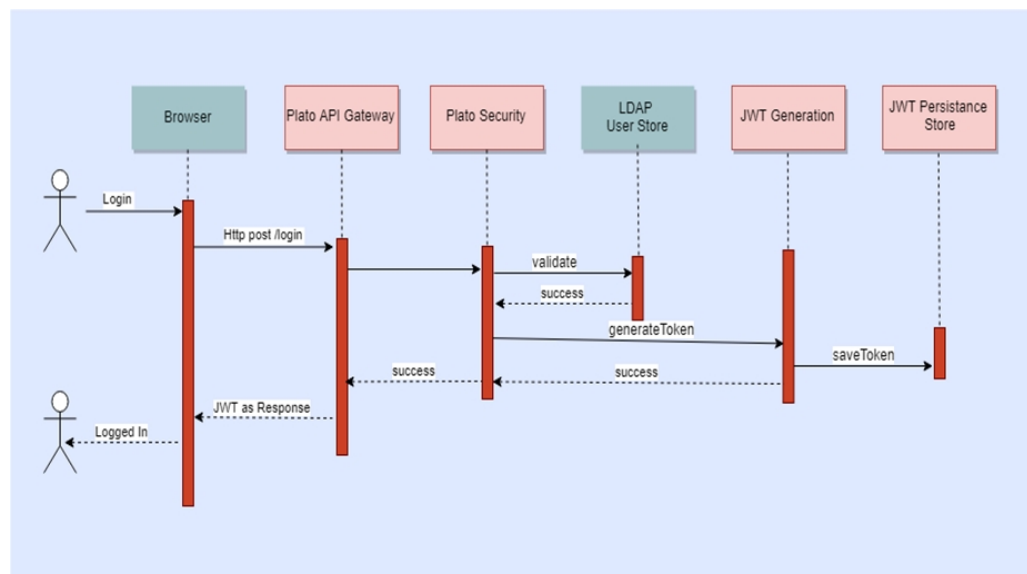 Browser
Plato API Gateway
Plato Security
LDAP
User Store
JWT Generation
JWT Persistance
Store
Login
Http post /login
validate
success
generateToken
saveToken
success
success
JWT as Response
Logged In